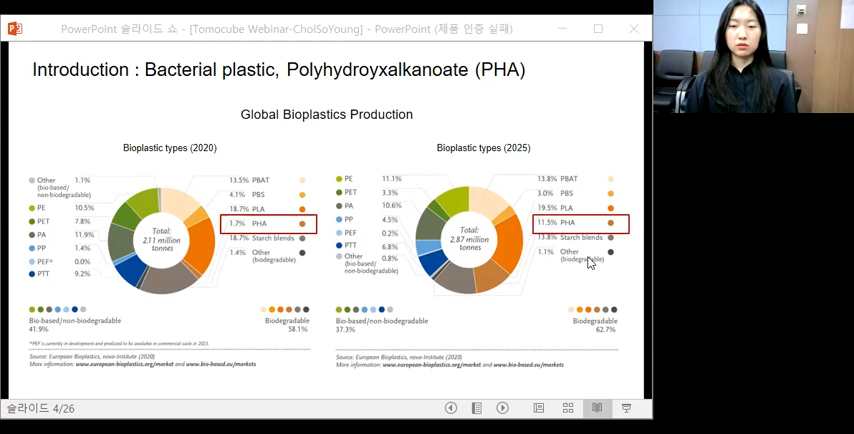 PowerPoint 슬라이드 쇼 - [Tomocube Webinar-ChoiSoYoung] - PowerPoint (제품 인증 실패)
Introduction : Bacterial plastic, Polyhydroyxalkanoate (PHA)
Global Bioplastics Production
Bioplastic types (2020)
Other 1.1%
(bio-based/
non-biodegradable)
PE 10.5%
PET 7.8%
PA 11.9%
PP 1.4%
PEF* 0.0%
PTT 9.2%
Total:
2.11 million
tonnes
13.5% PBAT
4.1% PBS
18.7% PLA
1.7% PHA
18.7% Starch blends
1.4% Other
(biodegradable)
Bio-based/non-biodegradable
41.9%
Biodegradable
58.1%
*PEF is currently in development and predicted to be available in commercial scale in 2023.
Source: European Bioplastics, nova-Institute (2020)
More information: www.european-bioplastics.org/market and www.bio-based.eu/markets
Bioplastic types (2025)
PE 11.1%
PET 3.3%
PA 10.6%
PP 4.5%
PEF 0.2%
PTT 6.8%
Other 0.8%
(bio-based/
non-biodegradable)
Total:
2.87 million
tonnes
13.8% PBAT
3.0% PBS
19.5% PLA
11.5% PHA
13.8% Starch blends
1.1% Other
(biodegradable)
Bio-based/non-biodegradable
37.3%
Biodegradable
62.7%
Source: European Bioplastics, nova-Institute (2020)
More information: www.european-bioplastics.org/market and www.bio-based.eu/markets
슬라이드 4/26